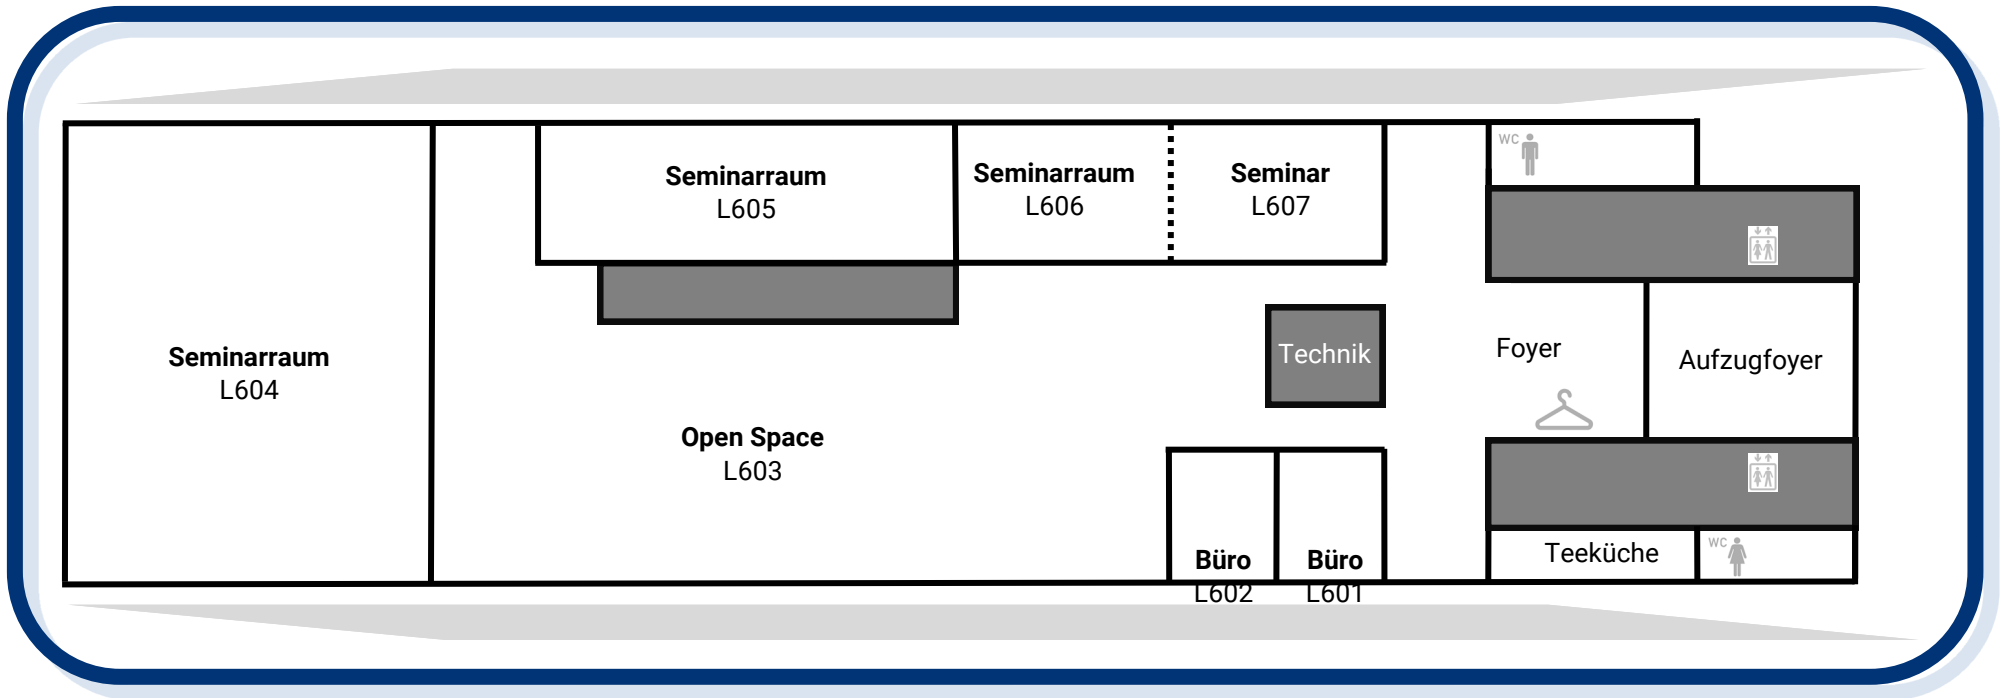 WC
Seminarraum
L605
Seminarraum
L606
Seminar
L607
Seminarraum
L604
Technik
Foyer
Aufzugfoyer
Open Space
L603
Büro
L602
Büro
L601
Teeküche
WC